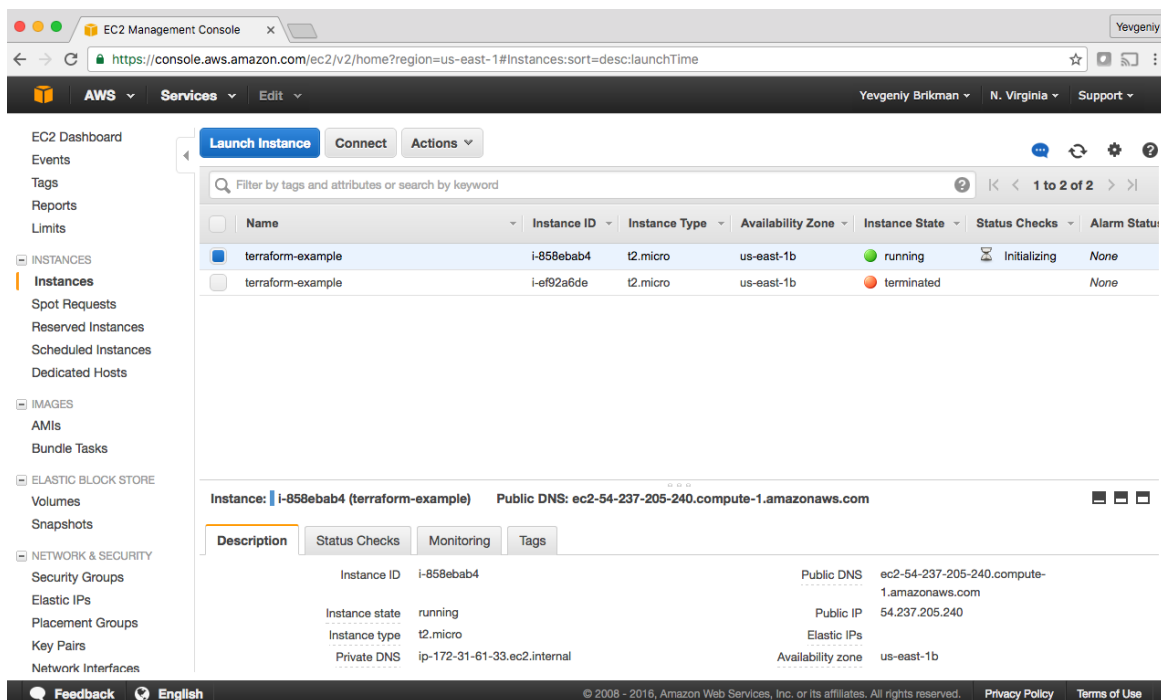 EC2 Management Console
Yevgeniy
https://console.aws.amazon.com/ec2/v2/home?region=us-east-1#Instances:sort=desc:launchTime
AWS Services Edit Yevgeniy Brikman N. Virginia Support
EC2 Dashboard
Events
Tags
Reports
Limits
INSTANCES
Instances
Spot Requests
Reserved Instances
Scheduled Instances
Dedicated Hosts
IMAGES
AMIs
Bundle Tasks
ELASTIC BLOCK STORE
Volumes
Snapshots
NETWORK & SECURITY
Security Groups
Elastic IPs
Placement Groups
Key Pairs
Network Interfaces
Launch Instance Connect Actions
Filter by tags and attributes or search by keyword 1 to 2 of 2
Name Instance ID Instance Type Availability Zone Instance State Status Checks Alarm Status
terraform-example i-858ebab4 t2.micro us-east-1b running Initializing None
terraform-example i-ef92a6de t2.micro us-east-1b terminated None
Instance: i-858ebab4 (terraform-example) Public DNS: ec2-54-237-205-240.compute-1.amazonaws.com
Description Status Checks Monitoring Tags
Instance ID i-858ebab4 Public DNS ec2-54-237-205-240.compute-
1.amazonaws.com
Instance state running Public IP 54.237.205.240
Instance type t2.micro Elastic IPs
Private DNS ip-172-31-61-33.ec2.internal Availability zone us-east-1b
Feedback English © 2008 - 2016, Amazon Web Services, Inc. or its affiliates. All rights reserved. Privacy Policy Terms of Use